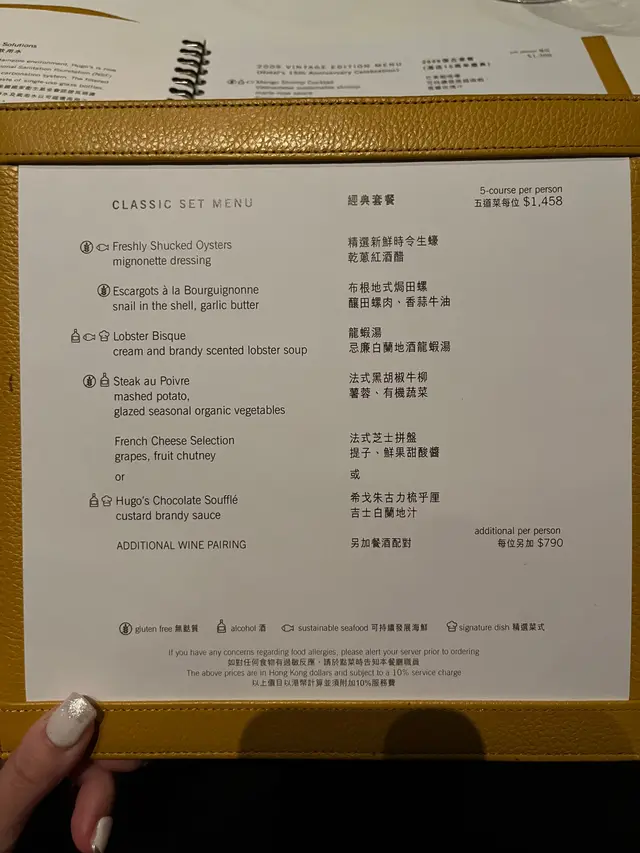 Solutions
2009 VINTAGE EDITION MENU
(Hotel's 15th Anniversary Celebration)
Mango Shrimp Cocktail
CLASSIC SET MENU
經典套餐
5-course per person
五道菜每位 $1,458
Freshly Shucked Oysters
精選新鮮時令生蠔
mignonette dressing
乾蔥紅酒醋
Escargots à la Bourguignonne
布根地式焗田螺
snail in the shell, garlic butter
釀田螺肉、香蒜牛油
Lobster Bisque
龍蝦湯
cream and brandy scented lobster soup
忌廉白蘭地酒龍蝦湯
Steak au Poivre
法式黑胡椒牛柳
mashed potato,
薯蓉、有機蔬菜
glazed seasonal organic vegetables
French Cheese Selection
法式芝士拼盤
grapes, fruit chutney
提子、鮮果甜酸醬
or
或
Hugo's Chocolate Soufflé
希戈朱古力梳乎厘
custard brandy sauce
吉士白蘭地汁
additional per person
ADDITIONAL WINE PAIRING
另加餐酒配對
每位另加 $790
gluten free 無麩質 alcohol 酒 sustainable seafood 可持續發展海鮮 signature dish 精選菜式
If you have any concerns regarding food allergies, please alert your server prior to ordering
如對任何食物有過敏反應，請於點菜時告知本餐廳職員
The above prices are in Hong Kong dollars and subject to a 10% service charge
以上價目以港幣計算並須附加10%服務費